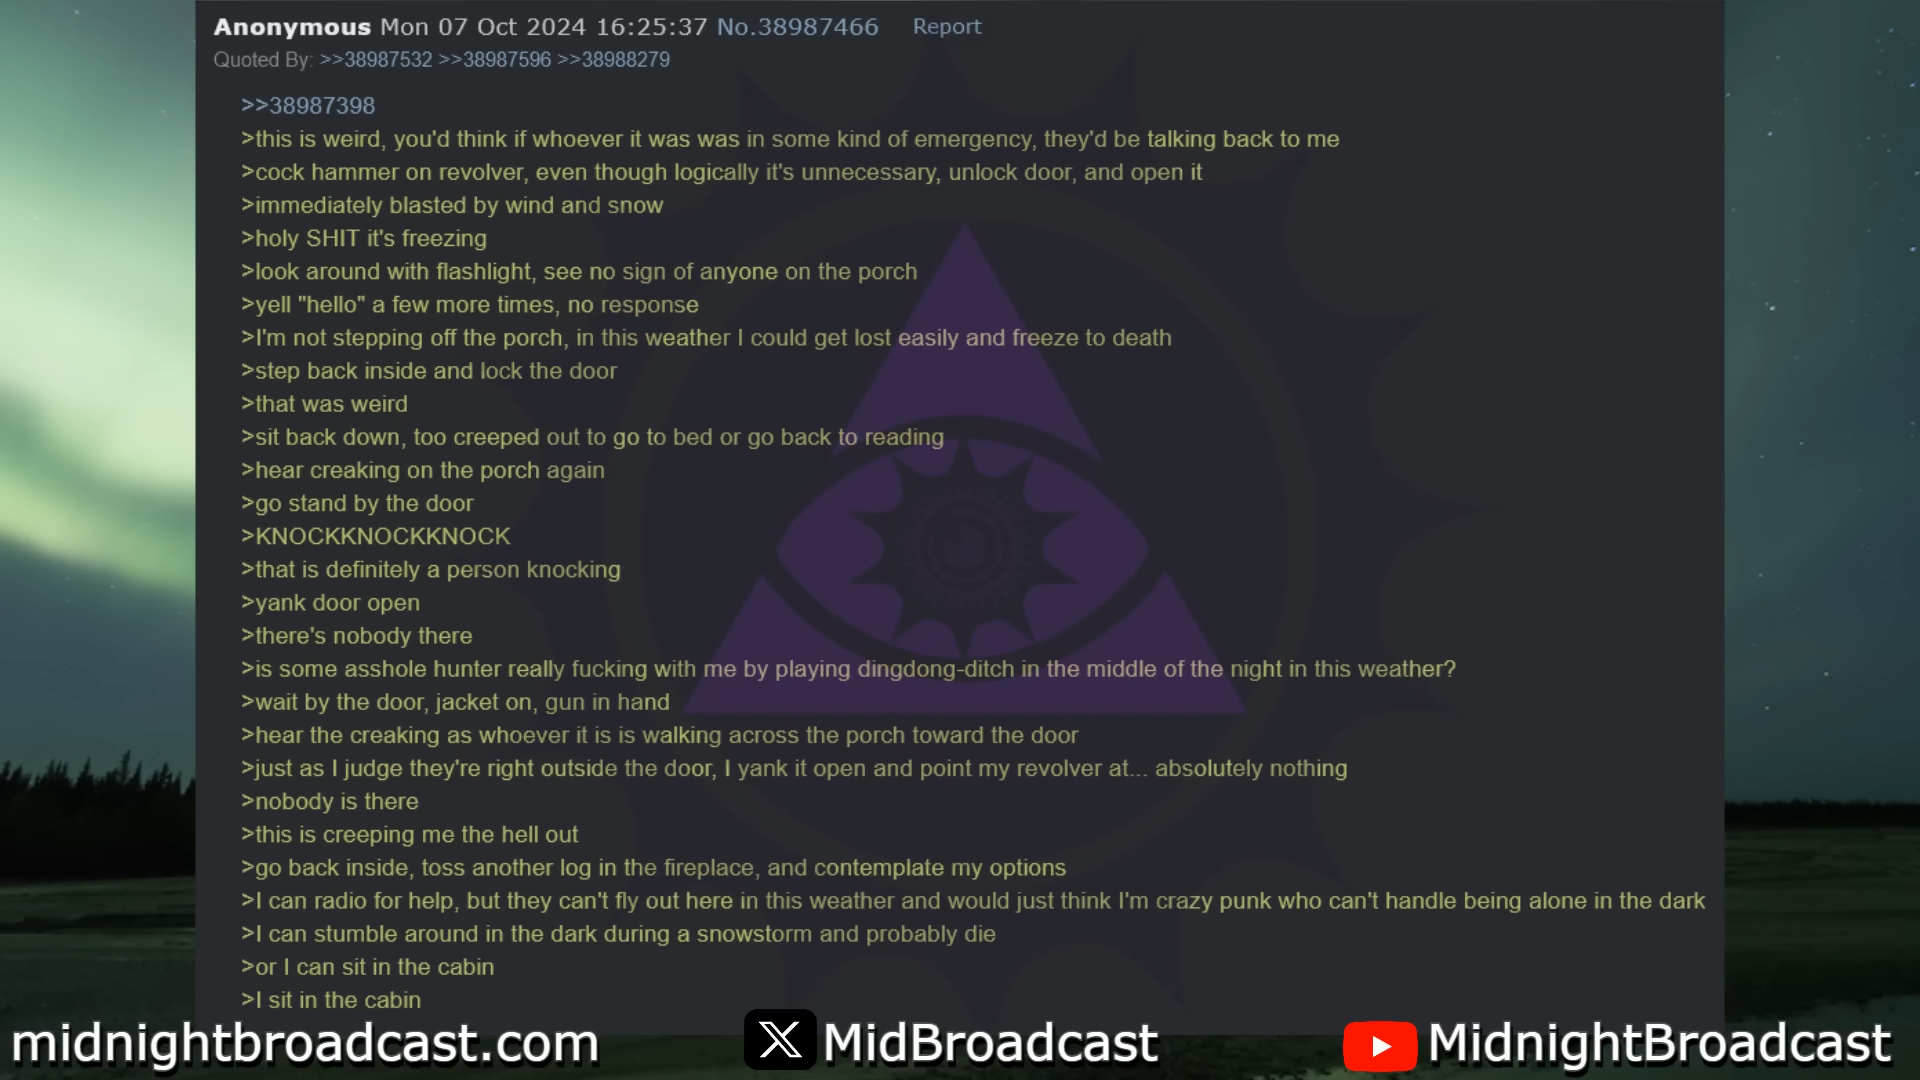 Anonymous Mon 07 Oct 2024 16:25:37 No.38987466 Report
Quoted By: >>38987532 >>38987596 >>38988279
>>38987398
>this is weird, you'd think if whoever it was was in some kind of emergency, they'd be talking back to me
>cock hammer on revolver, even though logically it's unnecessary, unlock door, and open it
>immediately blasted by wind and snow
>holy SHIT it's freezing
>look around with flashlight, see no sign of anyone on the porch
>yell "hello" a few more times, no response
>I'm not stepping off the porch, in this weather I could get lost easily and freeze to death
>step back inside and lock the door
>that was weird
>sit back down, too creeped out to go to bed or go back to reading
>hear creaking on the porch again
>go stand by the door
>KNOCKKNOCKKNOCK
>that is definitely a person knocking
>yank door open
>there's nobody there
>is some asshole hunter really fucking with me by playing dingdong-ditch in the middle of the night in this weather?
>wait by the door, jacket on, gun in hand
>hear the creaking as whoever it is is walking across the porch toward the door
>just as I judge they're right outside the door, I yank it open and point my revolver at... absolutely nothing
>nobody is there
>this is creeping me the hell out
>go back inside, toss another log in the fireplace, and contemplate my options
>I can radio for help, but they can't fly out here in this weather and would just think I'm crazy punk who can't handle being alone in the dark
>I can stumble around in the dark during a snowstorm and probably die
>or I can sit in the cabin
>I sit in the cabin
midnightbroadcast.com
MidBroadcast
MidnightBroadcast